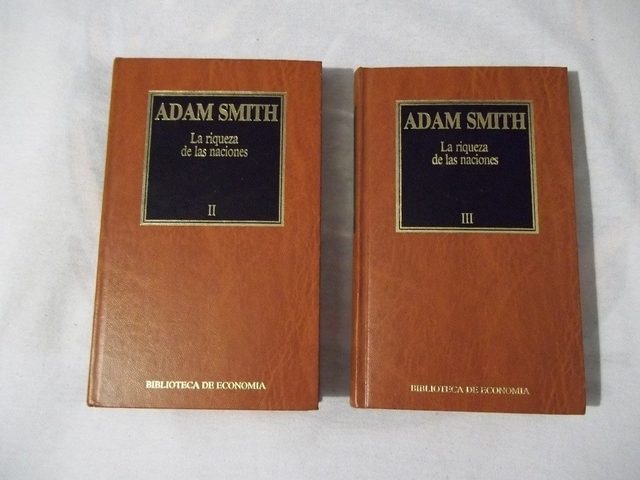 ADAM SMITH
La riqueza
de las naciones
II
BIBLIOTECA DE ECONOMIA
ADAM SMITH
La riqueza
de las naciones
III
BIBLIOTECA DE ECONOMIA